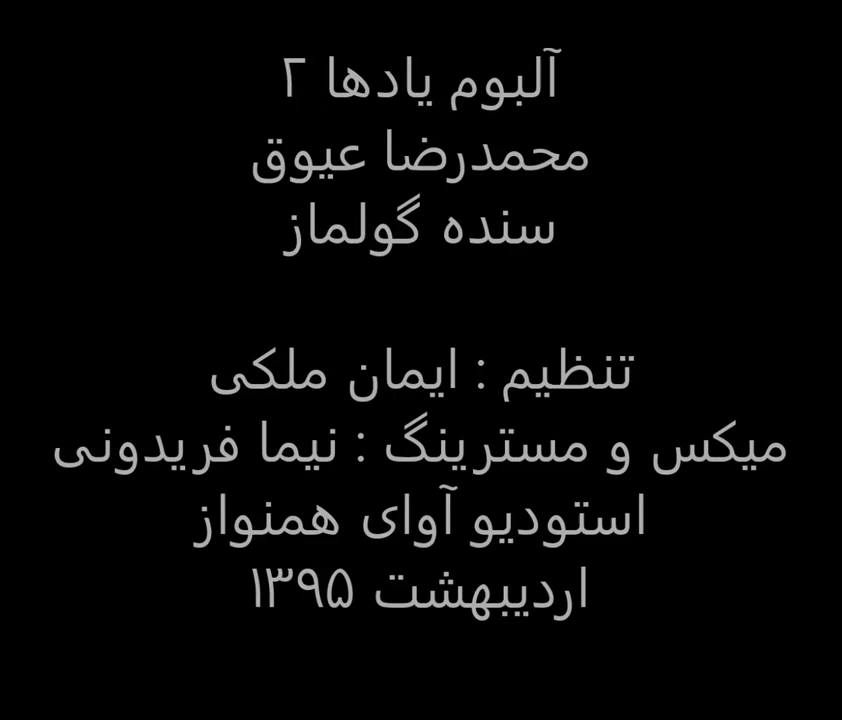 آلبوم یادها ۲
محمدرضا عیوق
سنده گولماز
تنظیم : ایمان ملکی
میکس و مسترینگ : نیما فریدونی
استودیو آوای همنواز
اردیبهشت ۱۳۹۵